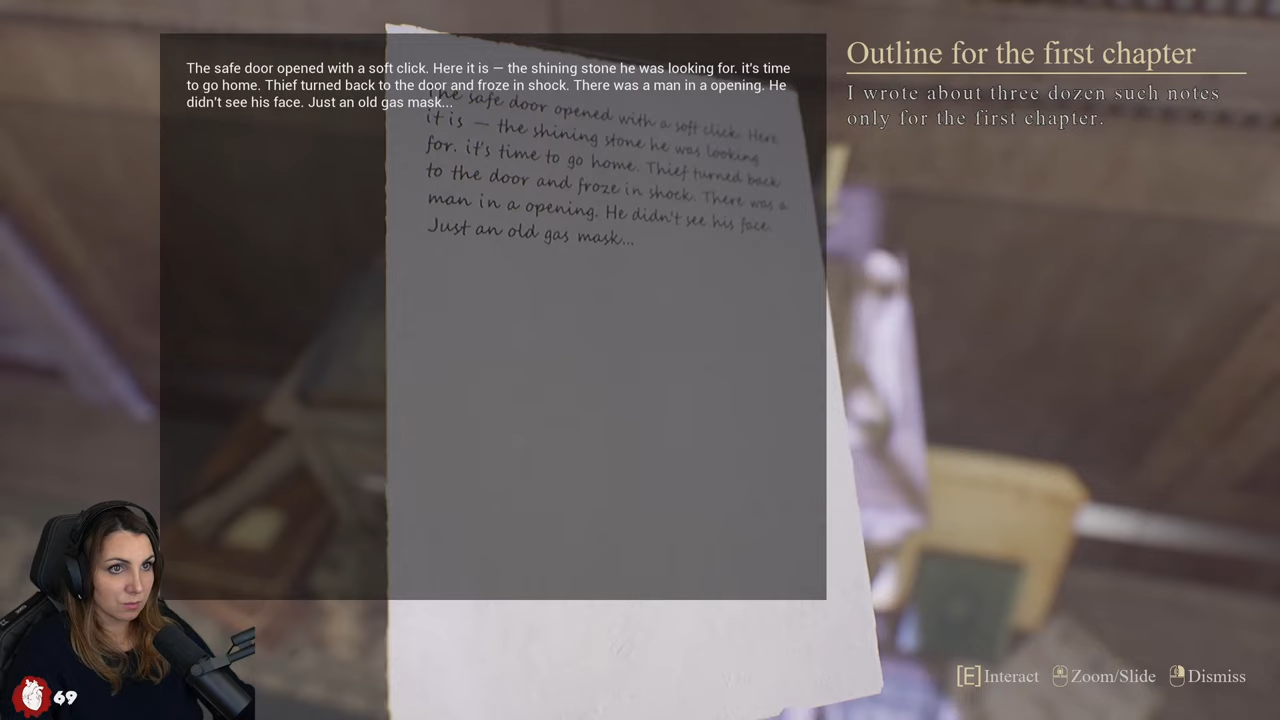 The safe door opened with a soft click. Here it is — the shining stone he was looking for. it's time
to go home. Thief turned back to the door and froze in shock. There was a man in a opening. He
didn't see his face. Just an old gas mask...
The safe door opened with a soft click. Here
it is — the shining stone he was looking
for. it's time to go home. Thief turned back
to the door and froze in shock. There was a
man in a opening. He didn't see his face.
Just an old gas mask...
Outline for the first chapter
I wrote about three dozen such notes
only for the first chapter.
69
[E]Interact Zoom/Slide Dismiss